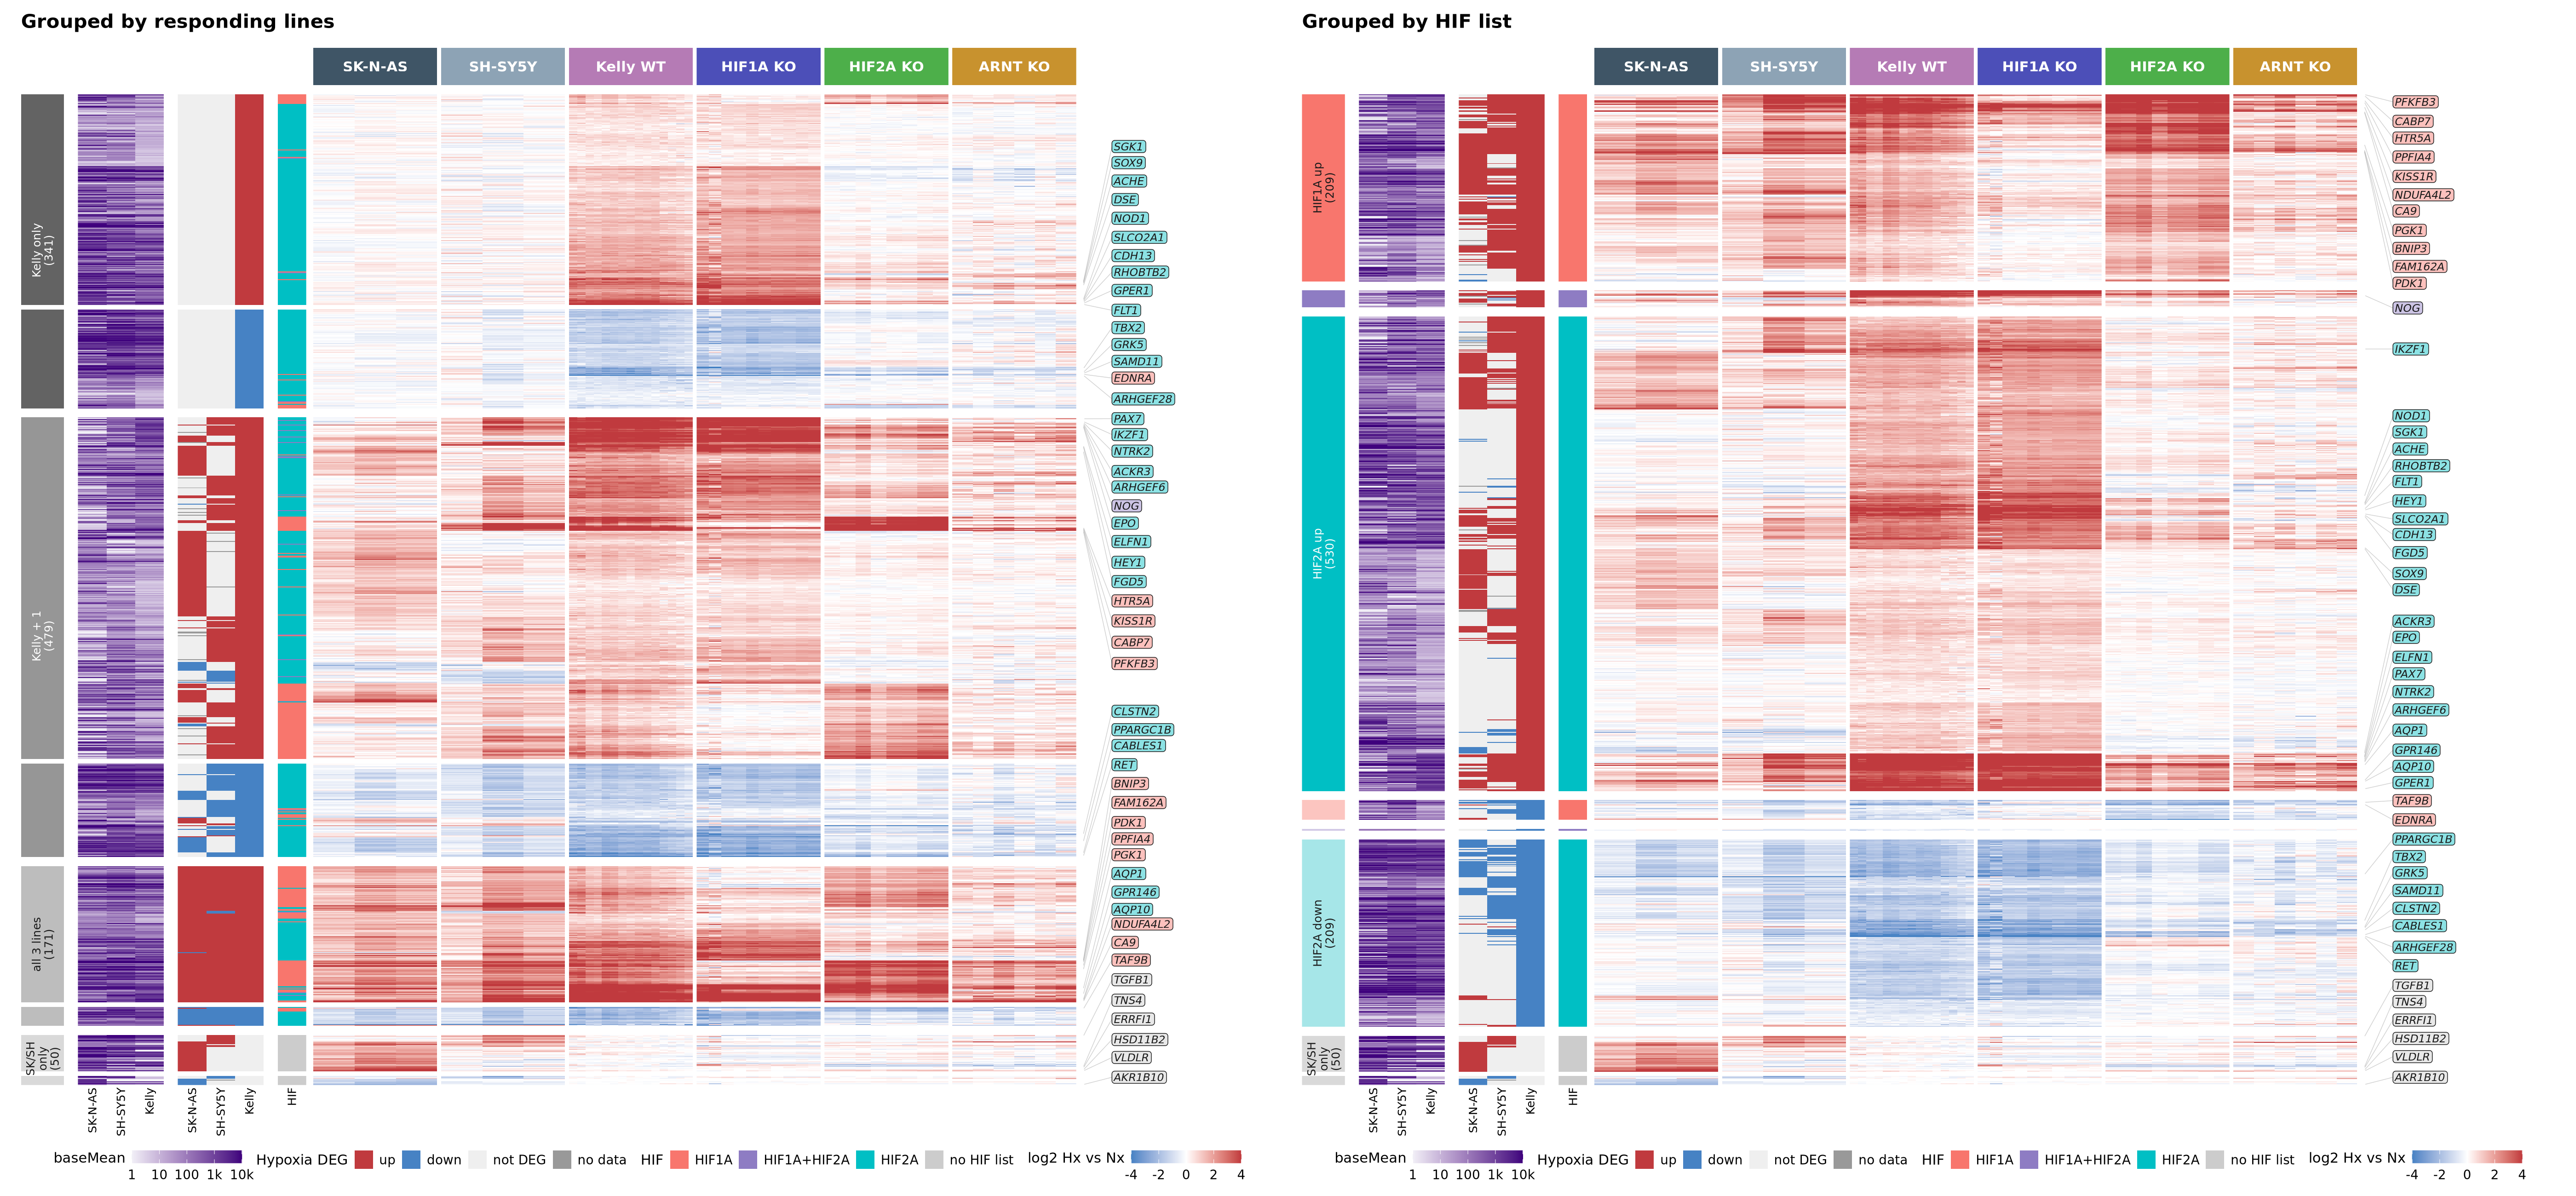 Grouped by responding lines
SK-N-AS
SH-SY5Y
Kelly WT
HIF1A KO
HIF2A KO
ARNT KO
Kelly only
(341)
Kelly + 1
(479)
all 3 lines
(171)
SK/SH
only
(50)
SGK1
SOX9
ACHE
DSE
NOD1
SLCO2A1
CDH13
RHOBTB2
GPER1
FLT1
TBX2
GRK5
SAMD11
EDNRA
ARHGEF28
PAX7
IKZF1
NTRK2
ACKR3
ARHGEF6
NOG
EPO
ELFN1
HEY1
FGD5
HTR5A
KISS1R
CABP7
PFKFB3
CLSTN2
PPARGC1B
CABLES1
RET
BNIP3
FAM162A
PDK1
PPFIA4
PGK1
AQP1
GPR146
AQP10
NDUFA4L2
CA9
TAF9B
TGFB1
TNS4
ERRFI1
HSD11B2
VLDLR
AKR1B10
SK-N-AS
SH-SY5Y
Kelly
SK-N-AS
SH-SY5Y
Kelly
HIF
baseMean
1 10 100 1k 10k
Hypoxia DEG up down not DEG no data
HIF HIF1A HIF1A+HIF2A HIF2A no HIF list
log2 Hx vs Nx
-4 -2 0 2 4
Grouped by HIF list
SK-N-AS
SH-SY5Y
Kelly WT
HIF1A KO
HIF2A KO
ARNT KO
HIF1A up
(209)
HIF2A up
(530)
HIF2A down
(209)
SK/SH
only
(50)
PFKFB3
CABP7
HTR5A
PPFIA4
KISS1R
NDUFA4L2
CA9
PGK1
BNIP3
FAM162A
PDK1
NOG
IKZF1
NOD1
SGK1
ACHE
RHOBTB2
FLT1
HEY1
SLCO2A1
CDH13
FGD5
SOX9
DSE
ACKR3
EPO
ELFN1
PAX7
NTRK2
ARHGEF6
AQP1
GPR146
AQP10
GPER1
TAF9B
EDNRA
PPARGC1B
TBX2
GRK5
SAMD11
CLSTN2
CABLES1
ARHGEF28
RET
TGFB1
TNS4
ERRFI1
HSD11B2
VLDLR
AKR1B10
SK-N-AS
SH-SY5Y
Kelly
SK-N-AS
SH-SY5Y
Kelly
HIF
baseMean
1 10 100 1k 10k
Hypoxia DEG up down not DEG no data
HIF HIF1A HIF1A+HIF2A HIF2A no HIF list
log2 Hx vs Nx
-4 -2 0 2 4